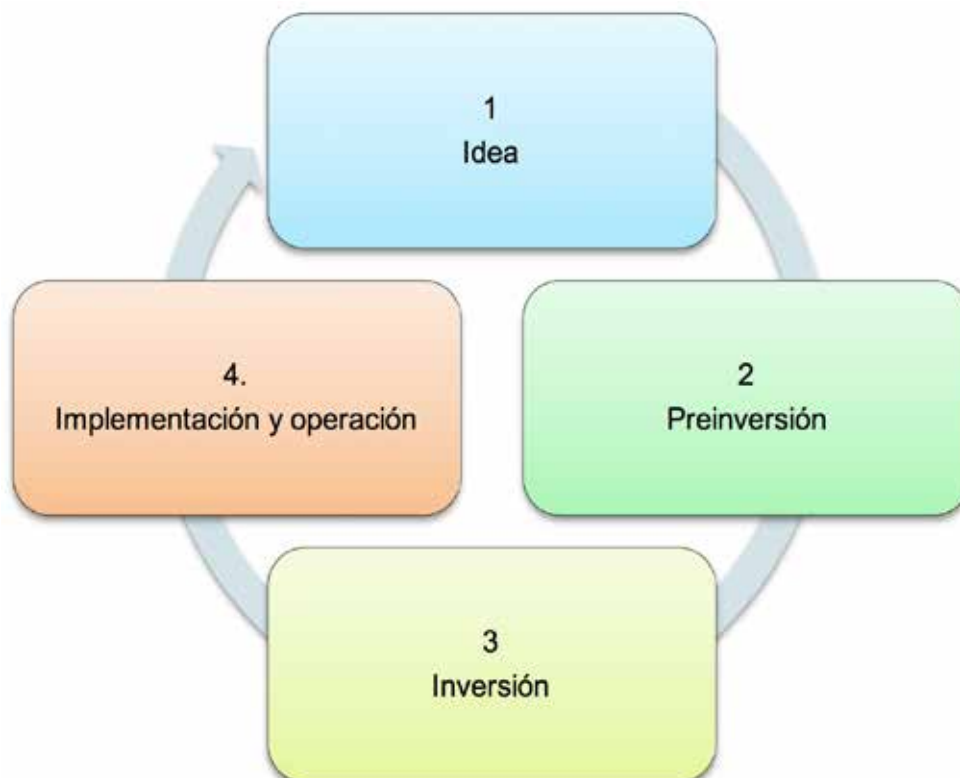 1
Idea
2
Preinversión
3
Inversión
4.
Implementación y operación